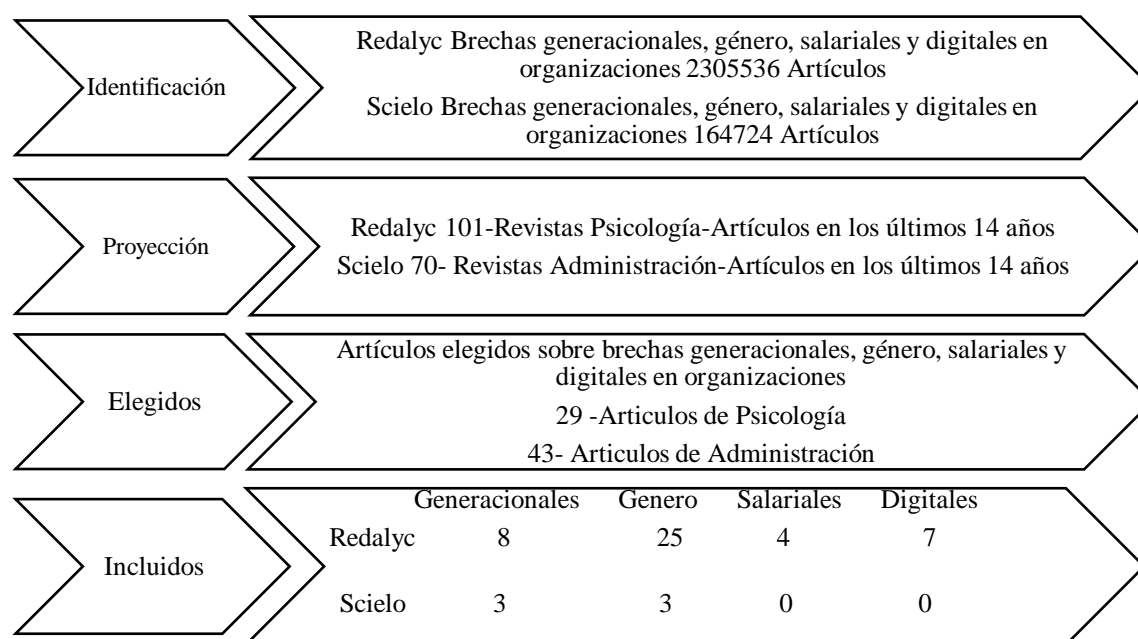 Identificación
Redalyc Brechas generacionales, género, salariales y digitales en
organizaciones 2305536 Artículos
Scielo Brechas generacionales, género, salariales y digitales en
organizaciones 164724 Artículos
Proyección
Redalyc 101-Revistas Psicología-Artículos en los últimos 14 años
Scielo 70- Revistas Administración-Artículos en los últimos 14 años
Elegidos
Artículos elegidos sobre brechas generacionales, género, salariales y
digitales en organizaciones
29 -Articulos de Psicología
43- Articulos de Administración
Incluidos
Generacionales Genero Salariales Digitales
Redalyc 8 25 4 7
Scielo 3 3 0 0